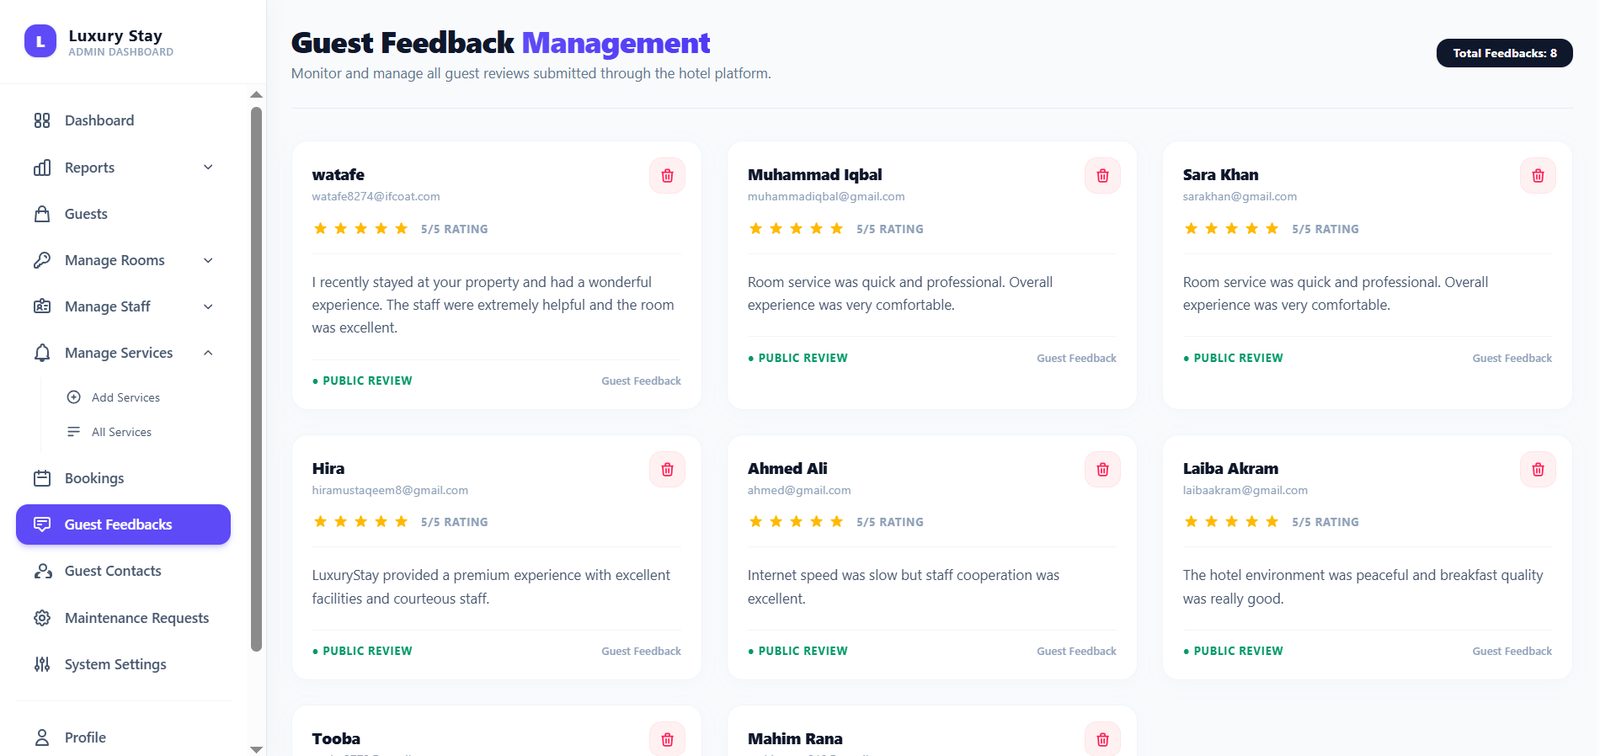 L
Luxury Stay
ADMIN DASHBOARD
Dashboard
Reports
Guests
Manage Rooms
Manage Staff
Manage Services
Add Services
All Services
Bookings
Guest Feedbacks
Guest Contacts
Maintenance Requests
System Settings
Profile
Guest Feedback Management
Monitor and manage all guest reviews submitted through the hotel platform.
Total Feedbacks: 8
watafe
watafe8274@ifcoat.com
5/5 RATING
I recently stayed at your property and had a wonderful
experience. The staff were extremely helpful and the room
was excellent.
• PUBLIC REVIEW Guest Feedback
Muhammad Iqbal
muhammadiqbal@gmail.com
5/5 RATING
Room service was quick and professional. Overall
experience was very comfortable.
• PUBLIC REVIEW Guest Feedback
Sara Khan
sarakhan@gmail.com
5/5 RATING
Room service was quick and professional. Overall
experience was very comfortable.
• PUBLIC REVIEW Guest Feedback
Hira
hiramustaqeem8@gmail.com
5/5 RATING
LuxuryStay provided a premium experience with excellent
facilities and courteous staff.
• PUBLIC REVIEW Guest Feedback
Ahmed Ali
ahmed@gmail.com
5/5 RATING
Internet speed was slow but staff cooperation was
excellent.
• PUBLIC REVIEW Guest Feedback
Laiba Akram
laibaakram@gmail.com
5/5 RATING
The hotel environment was peaceful and breakfast quality
was really good.
• PUBLIC REVIEW Guest Feedback
Tooba
Mahim Rana